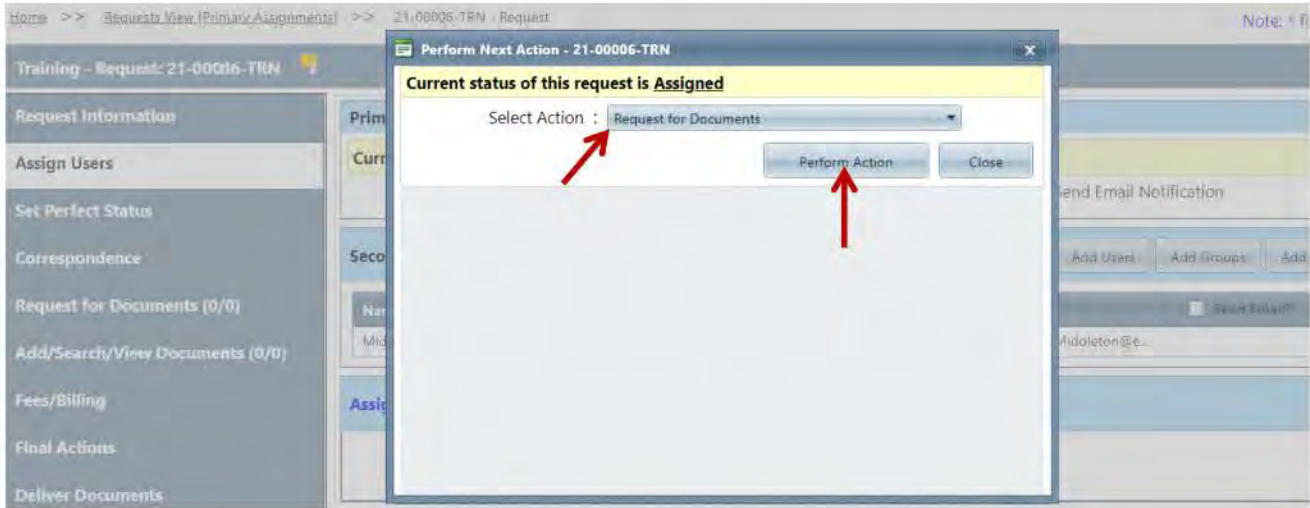 Home >> Requests View (Primary Assignments) >> 21-00006-TRN - Request
Note: *
Training - Request: 21-00006-TRN
Request Information
Assign Users
Set Perfect Status
Correspondence
Request for Documents (0/0)
Add/Search/View Documents (0/0)
Fees/Billing
Final Actions
Deliver Documents
Perform Next Action - 21-00006-TRN
x
Current status of this request is Assigned
Select Action : Request for Documents
Perform Action Close
Prim
Curr
end Email Notification
Seco
Add Users Add Groups Add
Send Email?
Assig